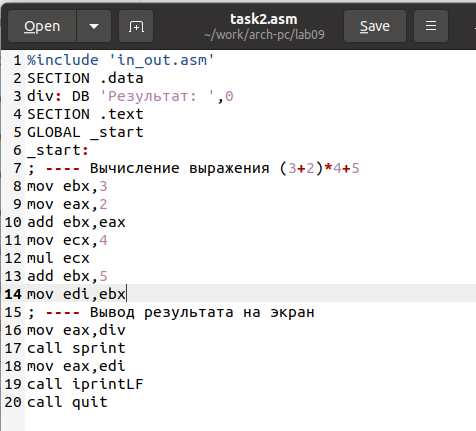 Open
task2.asm
~/work/arch-pc/lab09
Save
1 %include 'in_out.asm'
2 SECTION .data
3 div: DB 'Результат: ',0
4 SECTION .text
5 GLOBAL _start
6 _start:
7 ; ---- Вычисление выражения (3+2)*4+5
8 mov ebx,3
9 mov eax,2
10 add ebx,eax
11 mov ecx,4
12 mul ecx
13 add ebx,5
14 mov edi,ebx
15 ; ---- Вывод результата на экран
16 mov eax,div
17 call sprint
18 mov eax,edi
19 call iprintLF
20 call quit